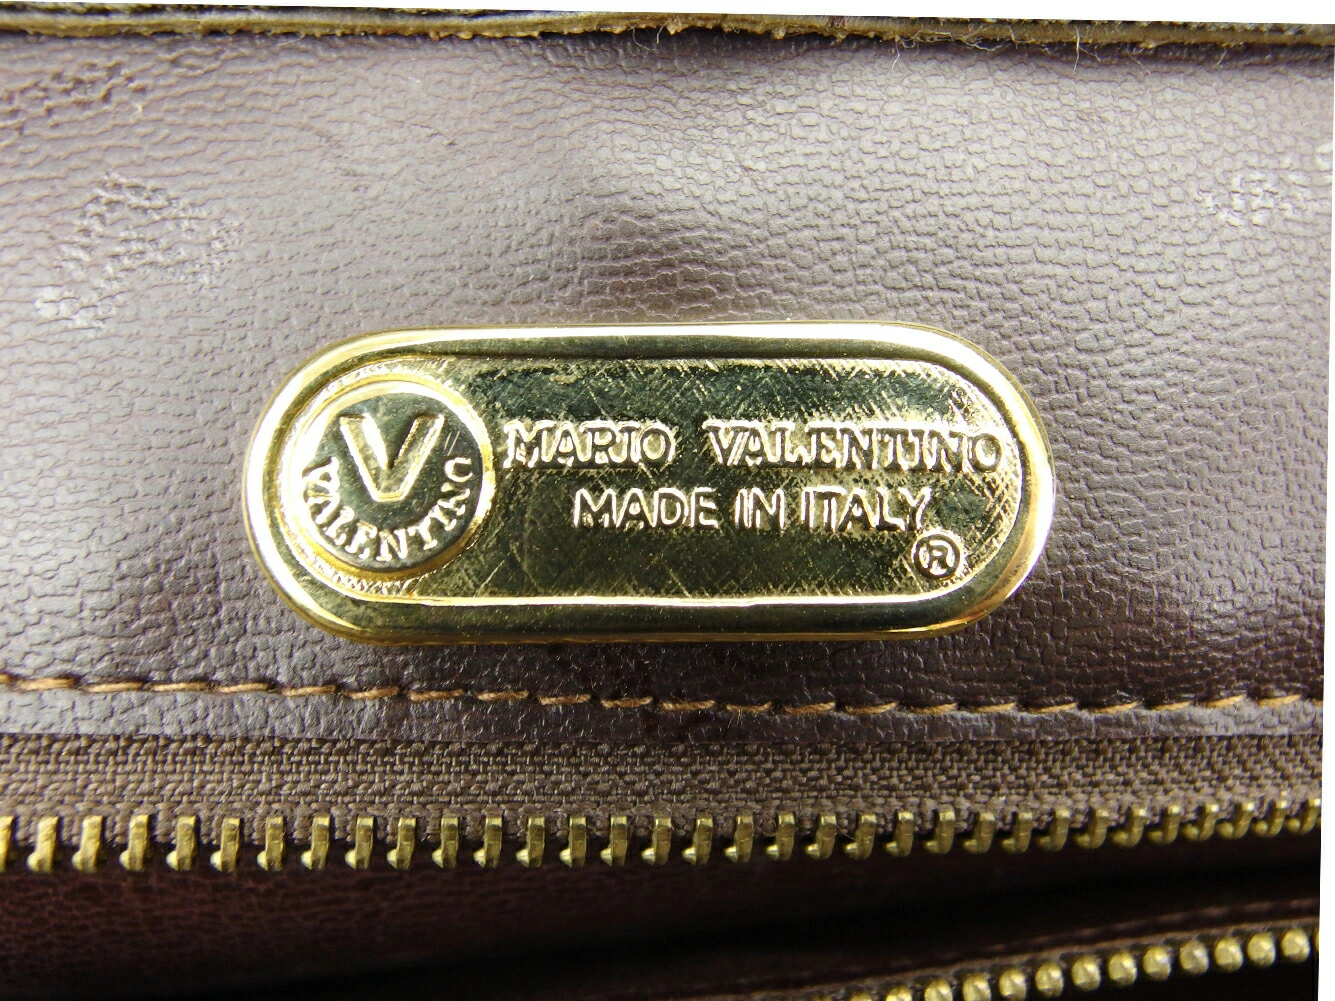 V
VALENTINO
MARIO VALENTINO
MADE IN ITALY
®